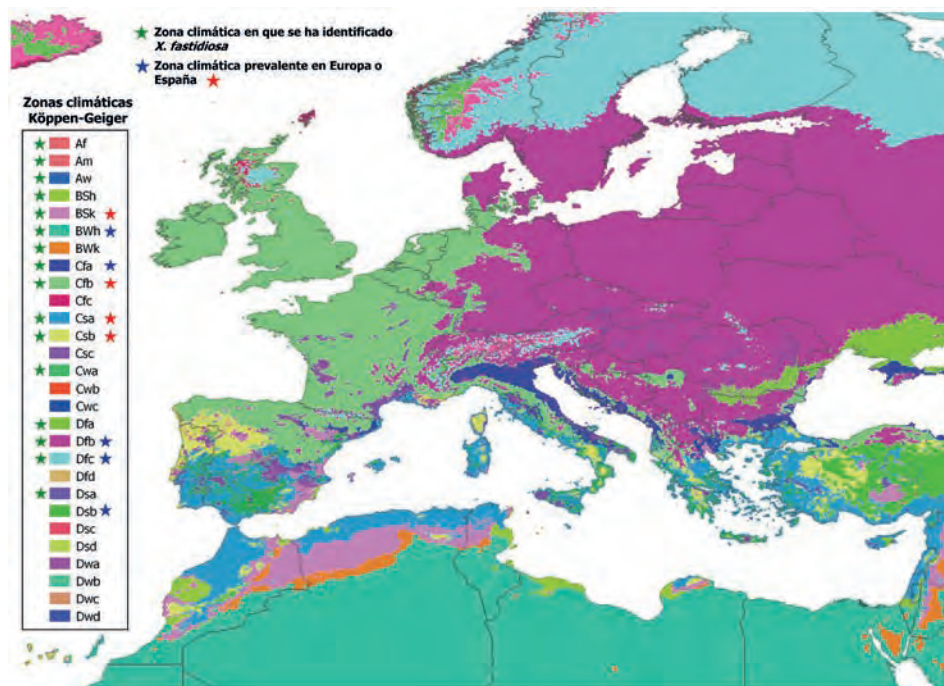 Zona climática en que se ha identificado
X. fastidiosa
Zona climática prevalente en Europa o
España
Zonas climáticas
Köppen-Geiger
Af
Am
Aw
BSh
BSk
BWh
BWk
Cfa
Cfb
Cfc
Csa
Csb
Csc
Cwa
Cwb
Cwc
Dfa
Dfb
Dfc
Dfd
Dsa
Dsb
Dsc
Dsd
Dwa
Dwb
Dwc
Dwd